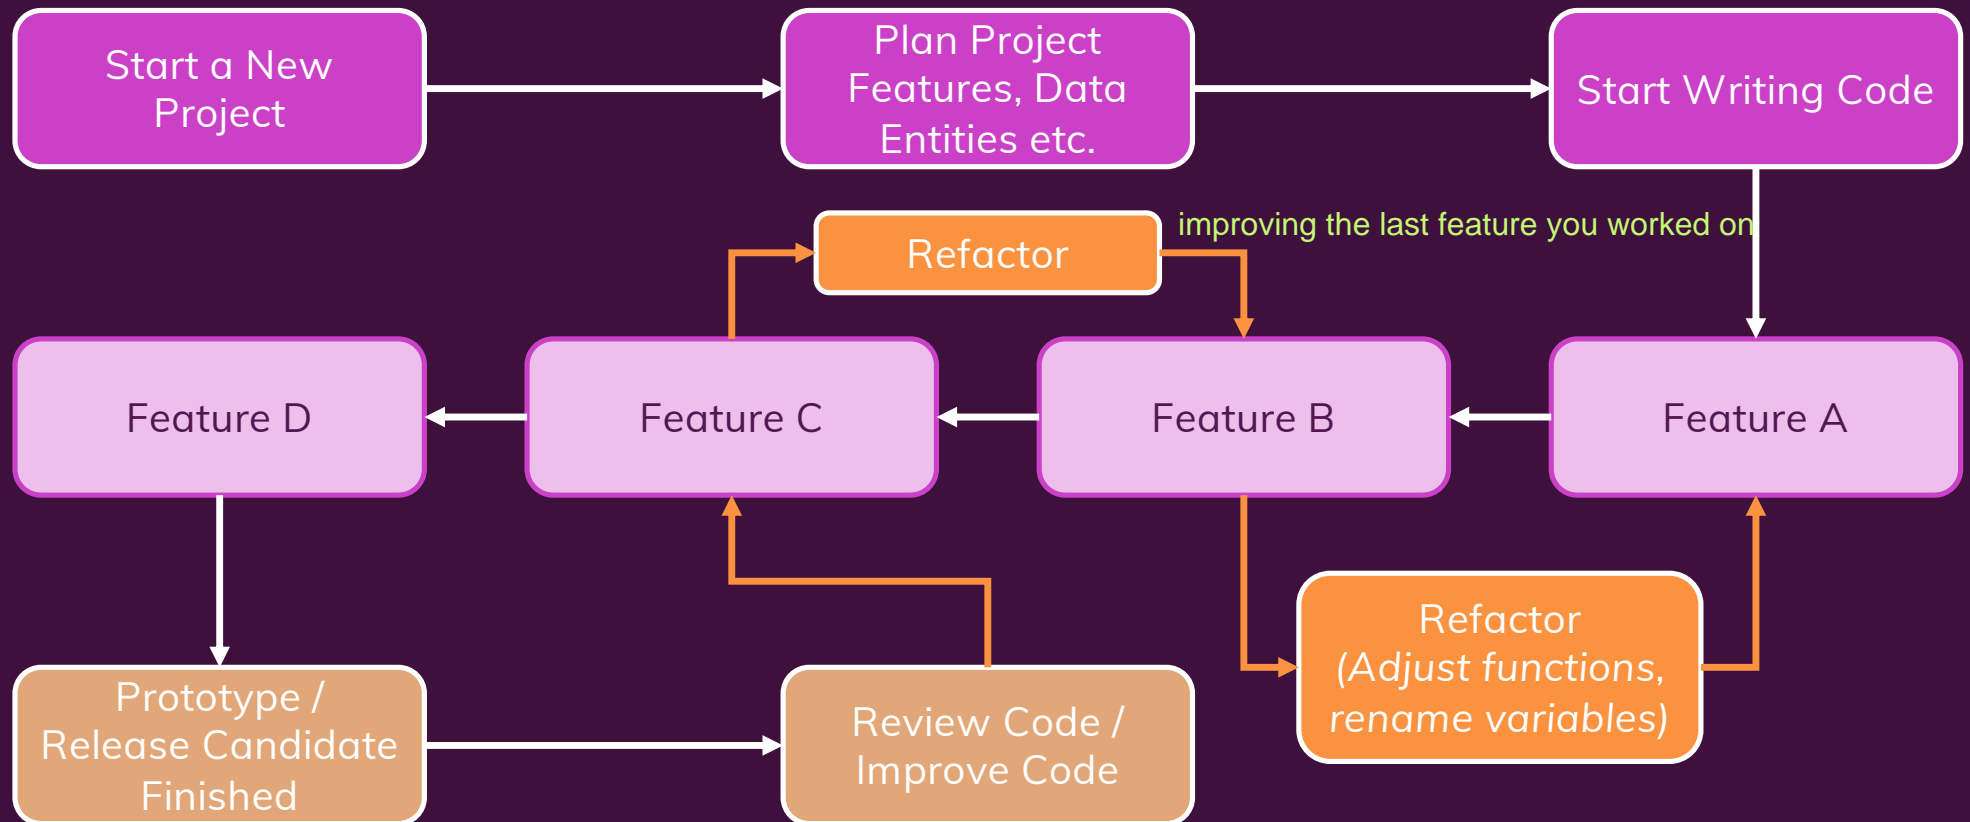 Start a New
Project
Plan Project
Features, Data
Entities etc.
Start Writing Code
improving the last feature you worked on
Refactor
Feature D
Feature C
Feature B
Feature A
Refactor
(Adjust functions,
rename variables)
Prototype /
Release Candidate
Finished
Review Code /
Improve Code